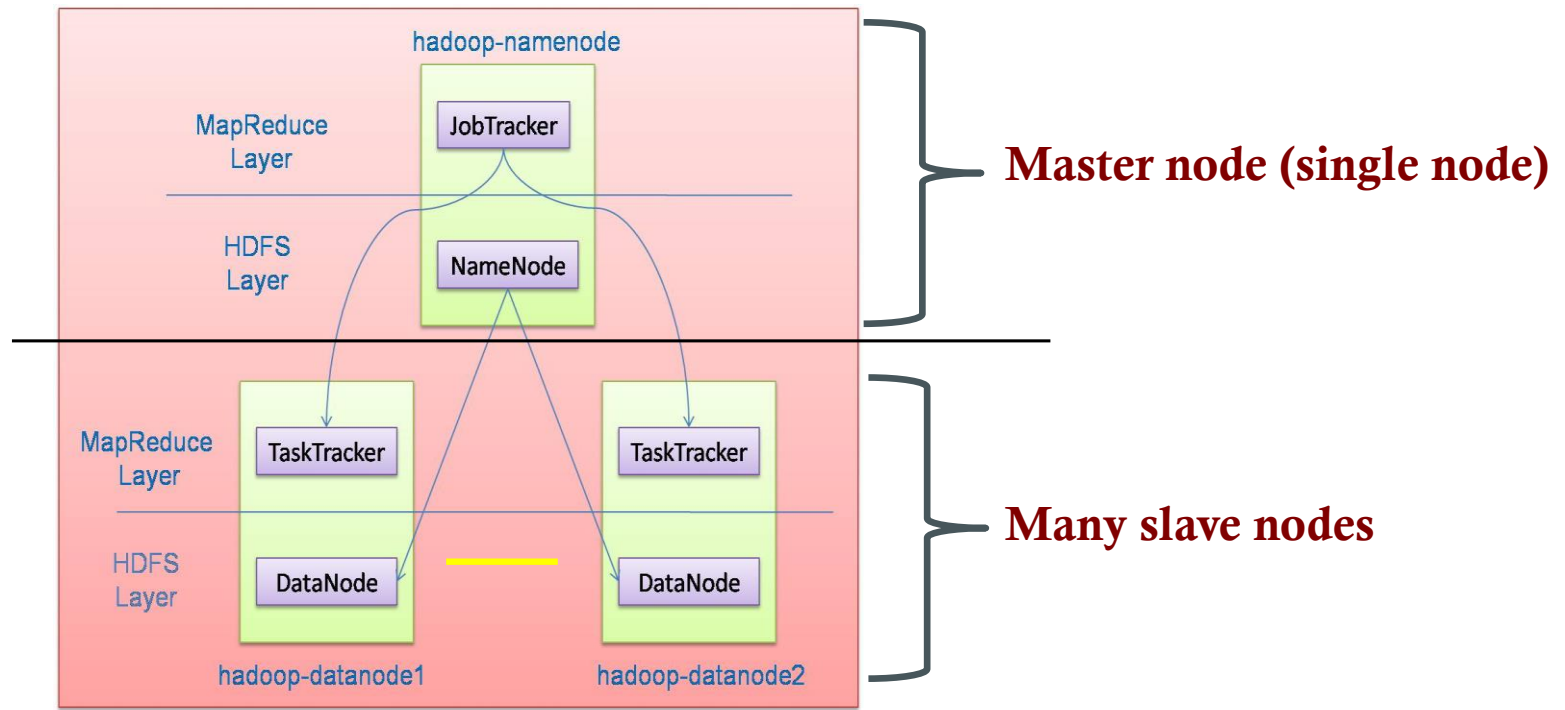 hadoop-namenode
JobTracker
MapReduce
Layer
Master node (single node)
HDFS
Layer
NameNode
MapReduce
Layer
TaskTracker
TaskTracker
Many slave nodes
HDFS
Layer
DataNode
DataNode
hadoop-datanode1
hadoop-datanode2